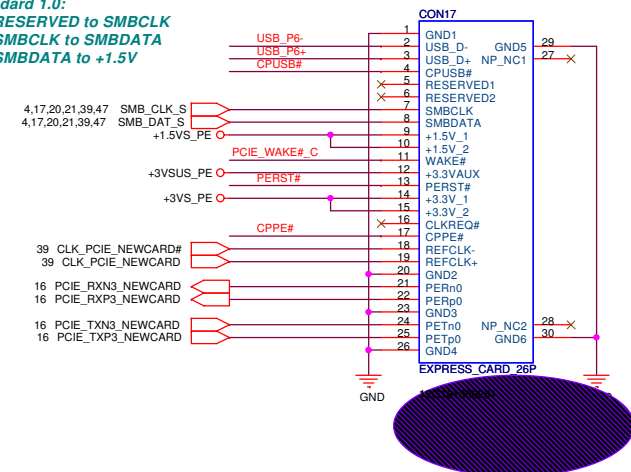 dard 1.0:
RESERVED to SMBCLK
SMBCLK to SMBDATA
SMBDATA to +1.5V
CON17
USB_P6- 1 GND1
USB_P6+ 2 USB_D- GND5 29
CPUSB# 3 USB_D+ NP_NC1 27
4 CPUSB#
5 RESERVED1
6 RESERVED2
4,17,20,21,39,47 SMB_CLK_S 7 SMBCLK
4,17,20,21,39,47 SMB_DAT_S 8 SMBDATA
+1.5VS_PE 9 +1.5V_1
10 +1.5V_2
PCIE_WAKE#_C 11 WAKE#
+3VSUS_PE 12 +3.3VAUX
PERST# 13 PERST#
+3VS_PE 14 +3.3V_1
15 +3.3V_2
16 CLKREQ#
CPPE# 17 CPPE#
39 CLK_PCIE_NEWCARD# 18 REFCLK-
39 CLK_PCIE_NEWCARD 19 REFCLK+
20 GND2
16 PCIE_RXN3_NEWCARD 21 PERn0
16 PCIE_RXP3_NEWCARD 22 PERp0
23 GND3
16 PCIE_TXN3_NEWCARD 24 PETn0 NP_NC2 28
16 PCIE_TXP3_NEWCARD 25 PETp0 GND6 30
26 GND4
EXPRESS_CARD_26P
GND